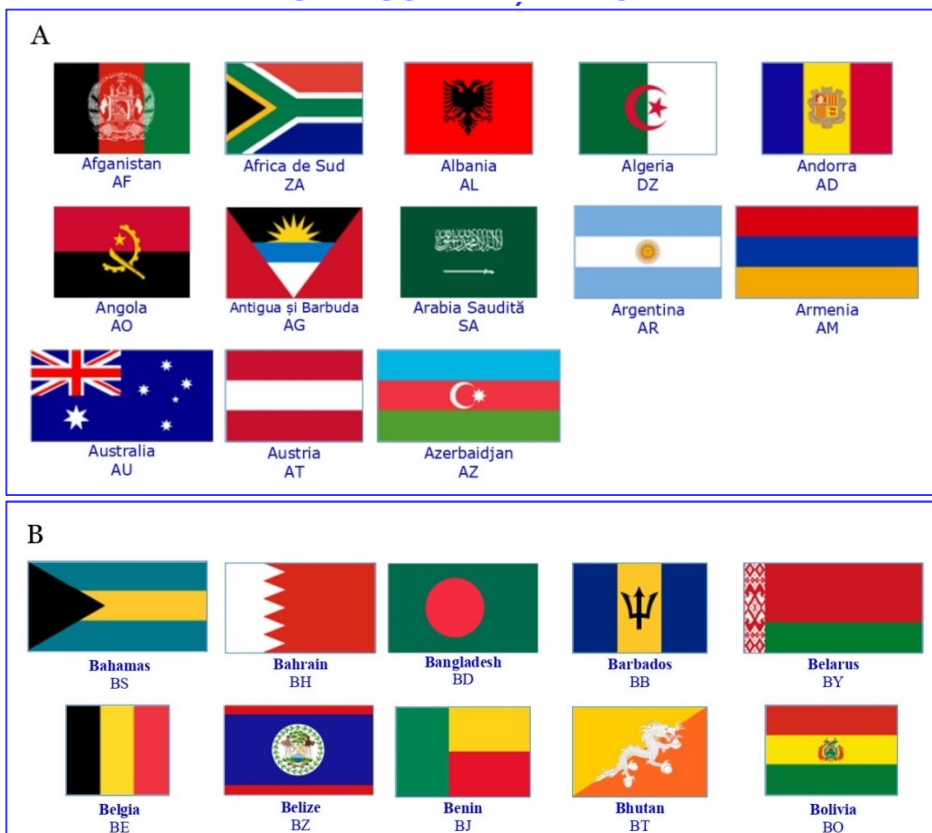 A
Afganistan Africa de Sud Albania Algeria Andorra
AF ZA AL DZ AD
Angola Antigua și Barbuda Arabia Saudită Argentina Armenia
AO AG SA AR AM
Australia Austria Azerbaidjan
AU AT AZ
B
Bahamas Bahrain Bangladesh Barbados Belarus
BS BH BD BB BY
Belgia Belize Benin Bhutan Bolivia
BE BZ BJ BT BO